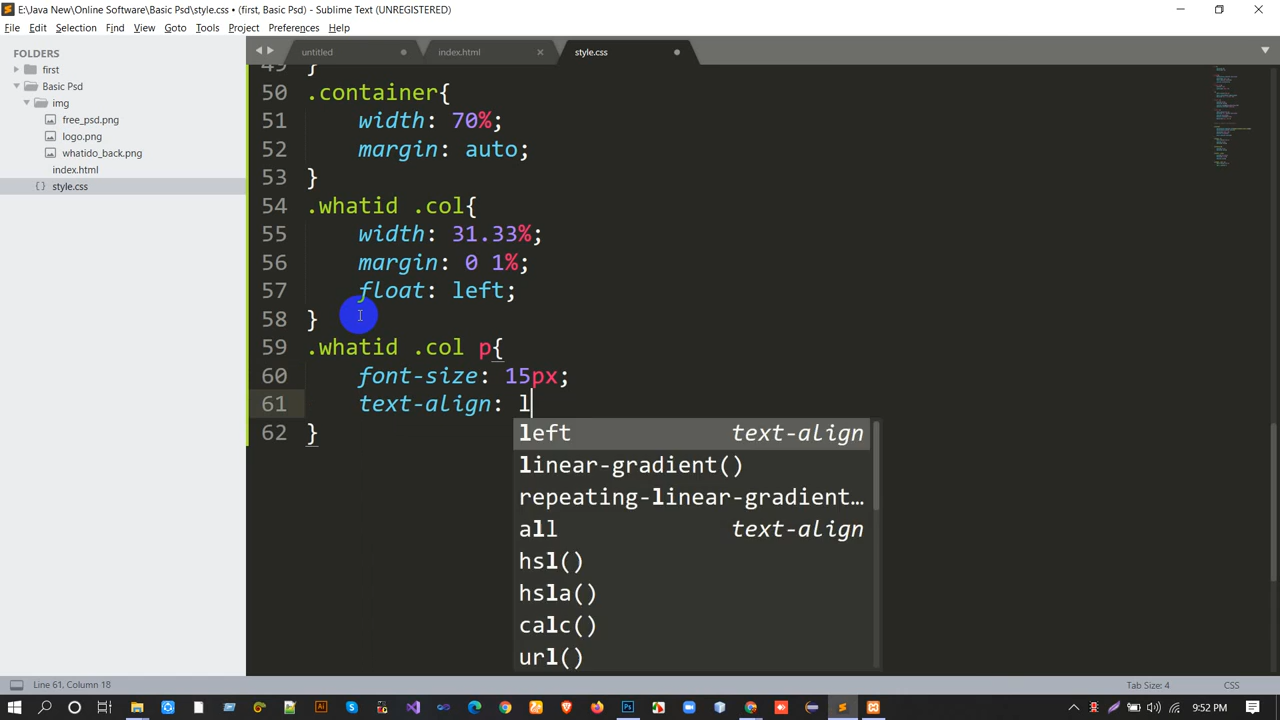 E:\Java New\Online Software\Basic Psd\style.css • (first, Basic Psd) - Sublime Text (UNREGISTERED)
File Edit Selection Find View Goto Tools Project Preferences Help
FOLDERS
first
Basic Psd
img
free_psd.png
logo.png
whatido_back.png
index.html
style.css
untitled index.html style.css
49 }
50 .container{
51 width: 70%;
52 margin: auto;
53 }
54 .whatid .col{
55 width: 31.33%;
56 margin: 0 1%;
57 float: left;
58 }
59 .whatid .col p{
60 font-size: 15px;
61 text-align: l
62 }
left text-align
linear-gradient()
repeating-linear-gradient…
all text-align
hsl()
hsla()
calc()
url()
Line 61, Column 18
Tab Size: 4 CSS
9:52 PM